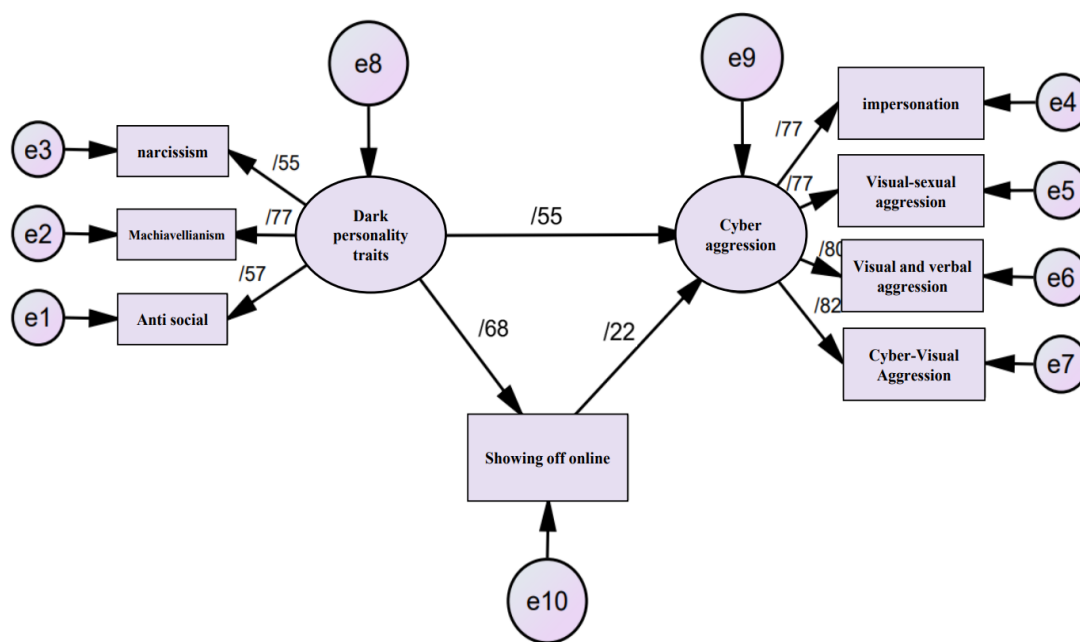 e8
e9
impersonation
e4
/77
e3
narcissism
/55
Visual-sexual
aggression
e5
/77
e2
Machiavellianism
/77
Dark
personality
traits
/55
Cyber
aggression
/80
Visual and verbal
aggression
e6
e1
Anti social
/57
/68
/22
/82
Cyber-Visual
Aggression
e7
Showing off online
e10